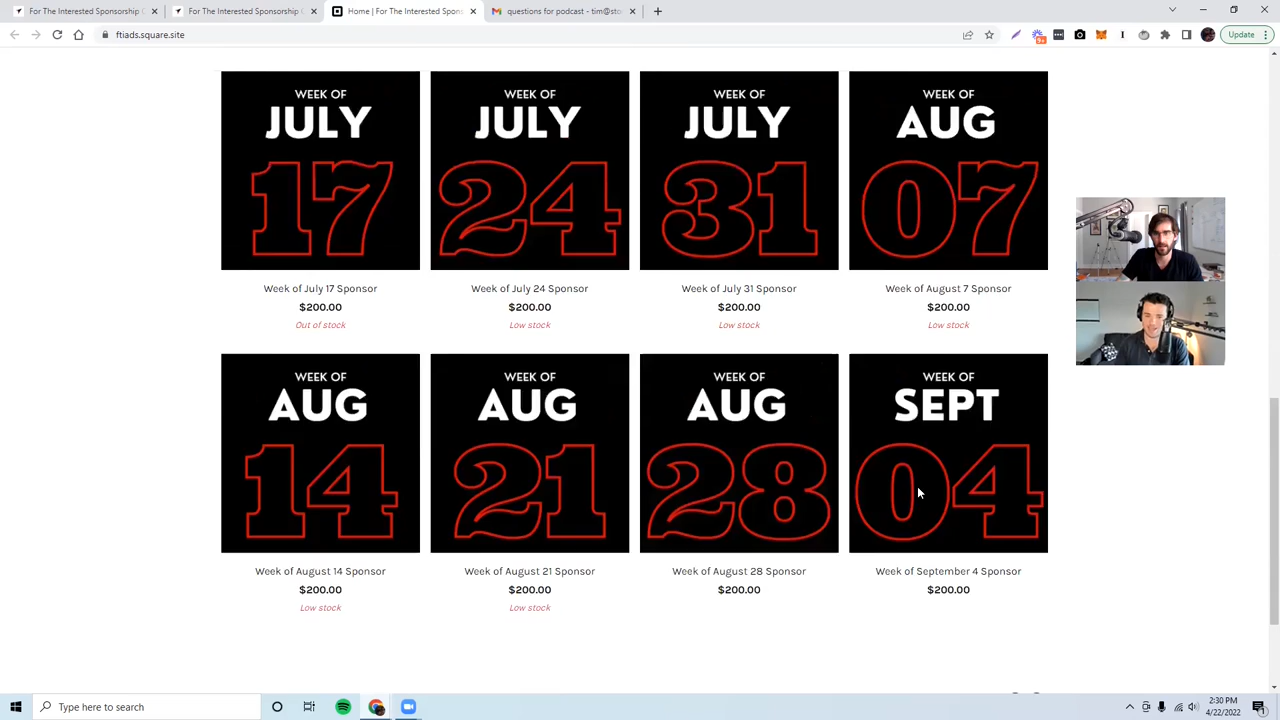 For The Interested Sponsorship C
For The Interested Sponsorship C
Home | For The Interested Spons
questions for podcast - tim@sto
ftiads.square.site
9+
Update
WEEK OF
JULY
17
Week of July 17 Sponsor
$200.00
Out of stock
WEEK OF
JULY
24
Week of July 24 Sponsor
$200.00
Low stock
WEEK OF
JULY
31
Week of July 31 Sponsor
$200.00
Low stock
WEEK OF
AUG
07
Week of August 7 Sponsor
$200.00
Low stock
WEEK OF
AUG
14
Week of August 14 Sponsor
$200.00
Low stock
WEEK OF
AUG
21
Week of August 21 Sponsor
$200.00
Low stock
WEEK OF
AUG
28
Week of August 28 Sponsor
$200.00
WEEK OF
SEPT
04
Week of September 4 Sponsor
$200.00
Type here to search
2:30 PM
4/22/2022